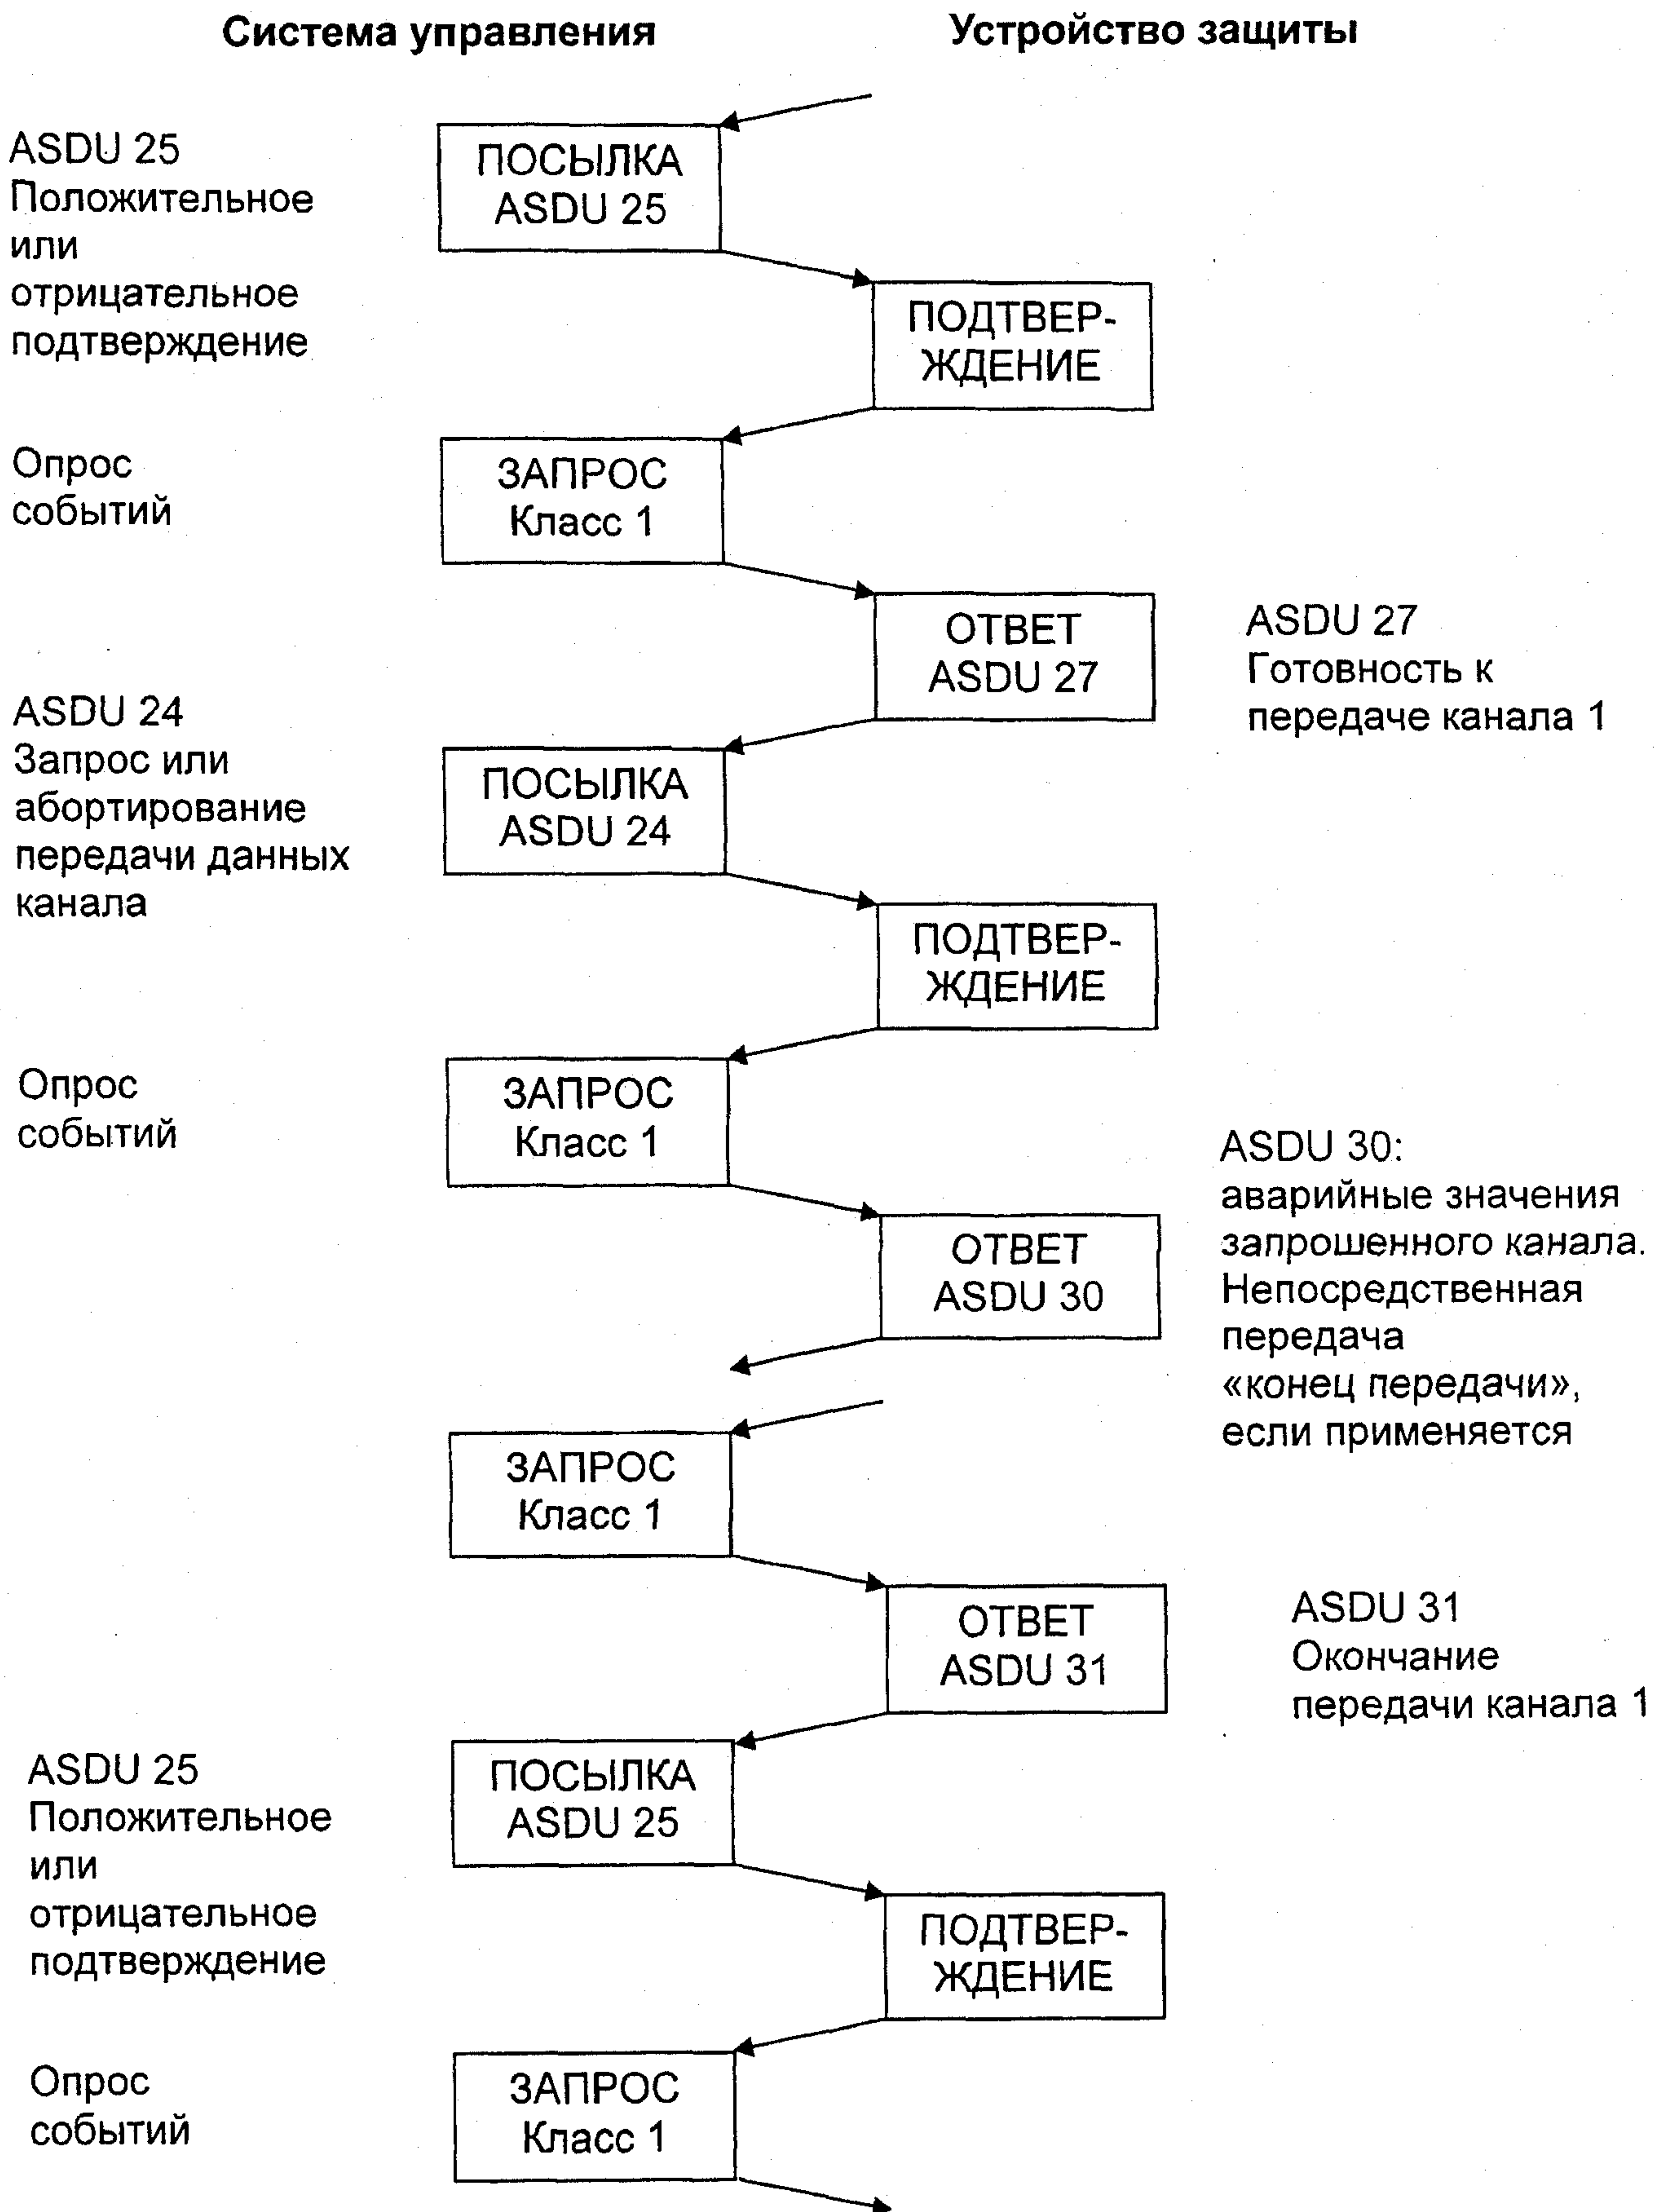 Система управления
Устройство защиты
ASDU 25
Положительное
или
отрицательное
подтверждение
ПОСЫЛКА
ASDU 25
ПОДТВЕР-
ЖДЕНИЕ
Опрос
событий
ЗАПРОС
Класс 1
ОТВЕТ
ASDU 27
ASDU 27
Готовность к
передаче канала 1
ASDU 24
Запрос или
абортирование
передачи данных
канала
ПОСЫЛКА
ASDU 24
ПОДТВЕР-
ЖДЕНИЕ
Опрос
событий
ЗАПРОС
Класс 1
ОТВЕТ
ASDU 30
ASDU 30:
аварийные значения
запрошенного канала.
Непосредственная
передача
«конец передачи»,
если применяется
ЗАПРОС
Класс 1
ОТВЕТ
ASDU 31
ASDU 31
Окончание
передачи канала 1
ASDU 25
Положительное
или
отрицательное
подтверждение
ПОСЫЛКА
ASDU 25
ПОДТВЕР-
ЖДЕНИЕ
Опрос
событий
ЗАПРОС
Класс 1